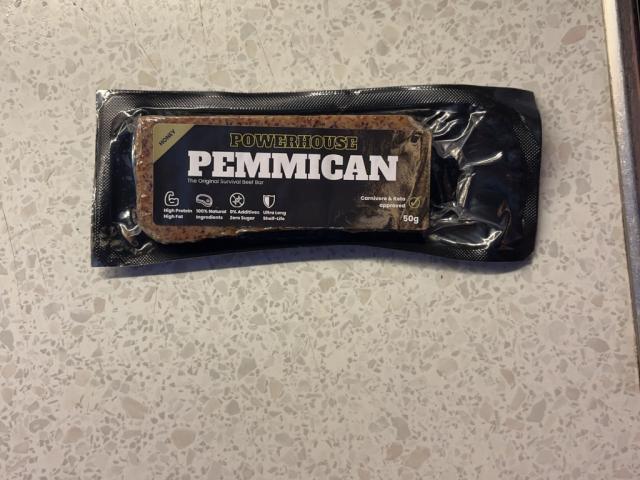 HONEY
POWERHOUSE
PEMMICAN
The Original Survival Beef Bar
High Protein
High Fat
100% Natural
Ingredients
0% Additives
Zero Sugar
Ultra Long
Shelf-Life
Carnivore & Keto
approved
50g